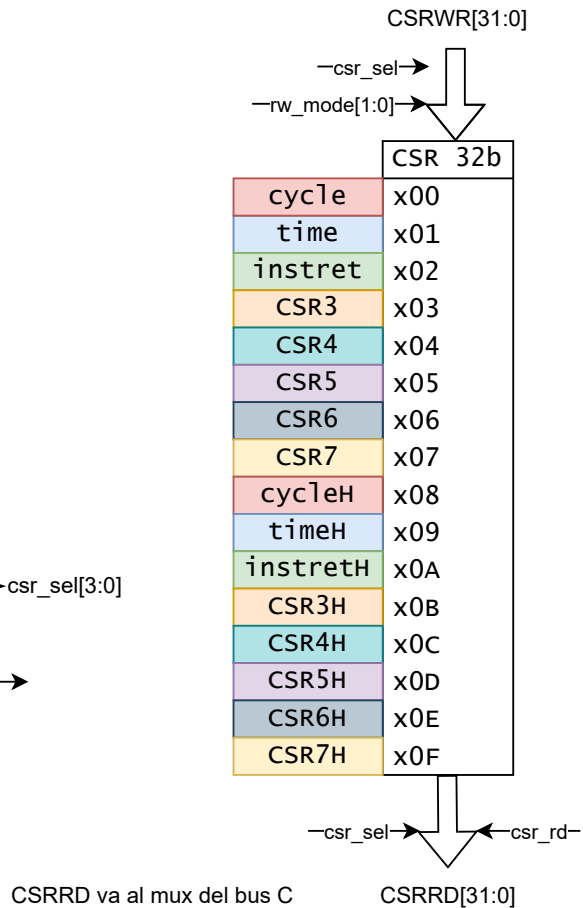 CSRWR[31:0]
csr_sel
rw_mode[1:0]
CSR 32b
cycle x00
time x01
instret x02
CSR3 x03
CSR4 x04
CSR5 x05
CSR6 x06
CSR7 x07
cycleH x08
timeH x09
instretH x0A
csr_sel[3:0]
CSR3H x0B
CSR4H x0C
CSR5H x0D
CSR6H x0E
CSR7H x0F
csr_sel csr_rd
CSRRD va al mux del bus C CSRRD[31:0]